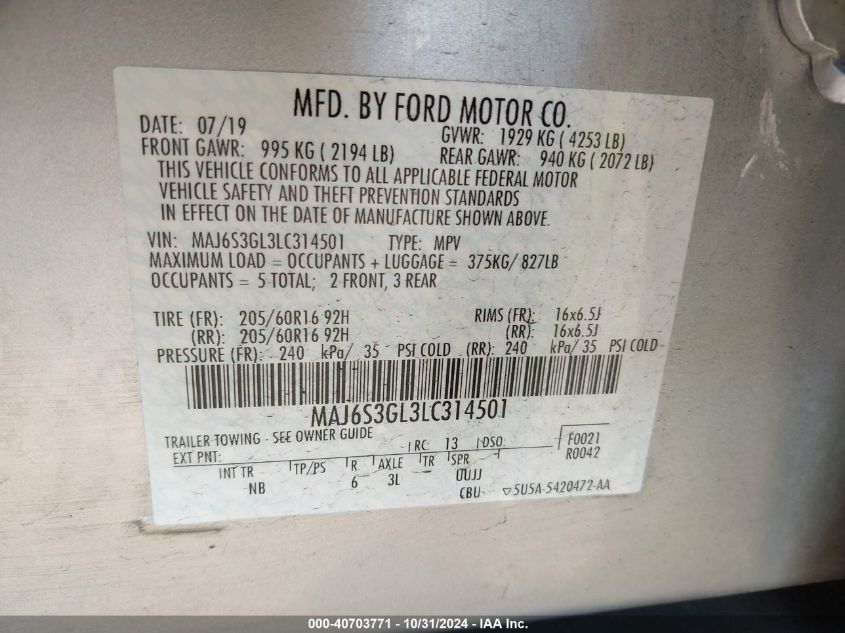 MFD. BY FORD MOTOR CO.
DATE: 07/19 GVWR: 1929 KG ( 4253 LB)
FRONT GAWR: 995 KG ( 2194 LB) REAR GAWR: 940 KG ( 2072 LB)
THIS VEHICLE CONFORMS TO ALL APPLICABLE FEDERAL MOTOR
VEHICLE SAFETY AND THEFT PREVENTION STANDARDS
IN EFFECT ON THE DATE OF MANUFACTURE SHOWN ABOVE.
VIN: MAJ6S3GL3LC314501 TYPE: MPV
MAXIMUM LOAD = OCCUPANTS + LUGGAGE = 375KG/ 827LB
OCCUPANTS = 5 TOTAL; 2 FRONT, 3 REAR
TIRE (FR): 205/60R16 92H RIMS (FR): 16x6.5J
(RR): 205/60R16 92H (RR): 16x6.5J
PRESSURE (FR): 240 kPa/ 35 PSI COLD (RR): 240 kPa/ 35 PSI COLD
MAJ6S3GL3LC314501
TRAILER TOWING - SEE OWNER GUIDE
EXT PNT: RC: 13 DSO: F0021
R0042
INT TR TP/PS R AXLE TR SPR
NB 6 3L UUJJ
CBU 5U5A-5420472-AA
000-40703771 - 10/31/2024 - IAA Inc.